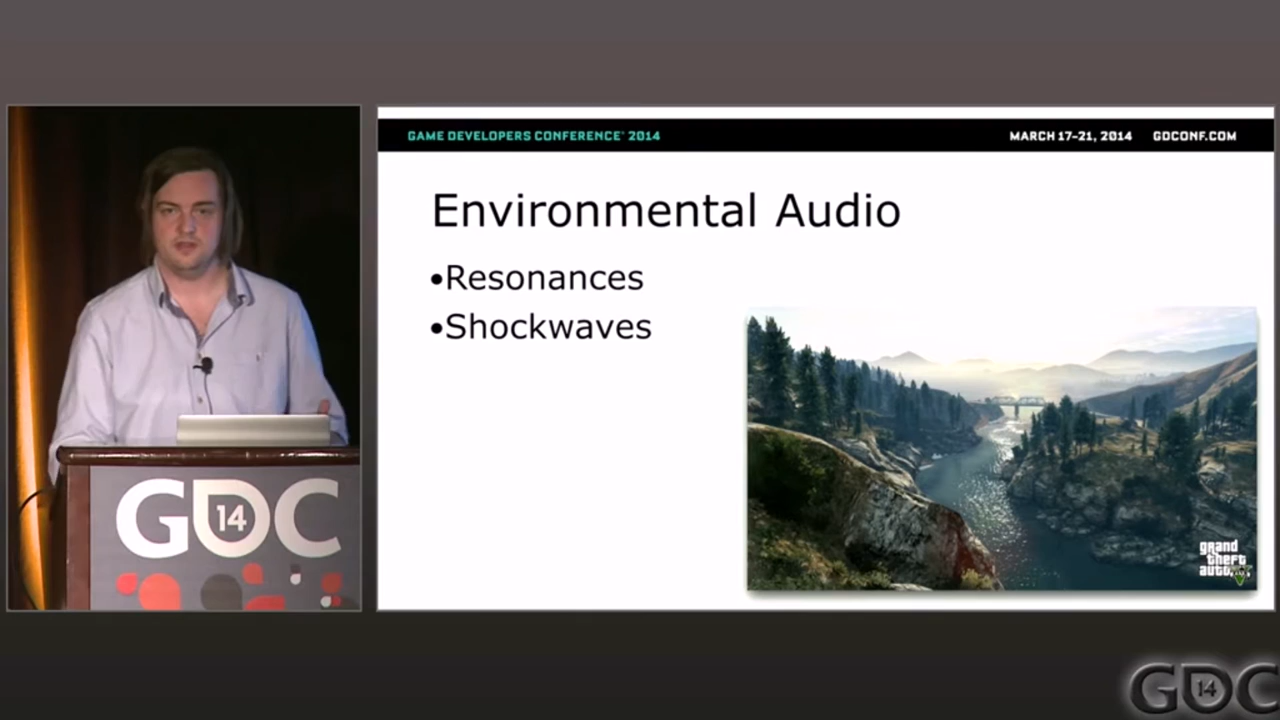 GAME DEVELOPERS CONFERENCE® 2014
MARCH 17–21, 2014 GDCONF.COM
Environmental Audio
•Resonances
•Shockwaves
grand
theft
auto V
GDC
14
GDC
14